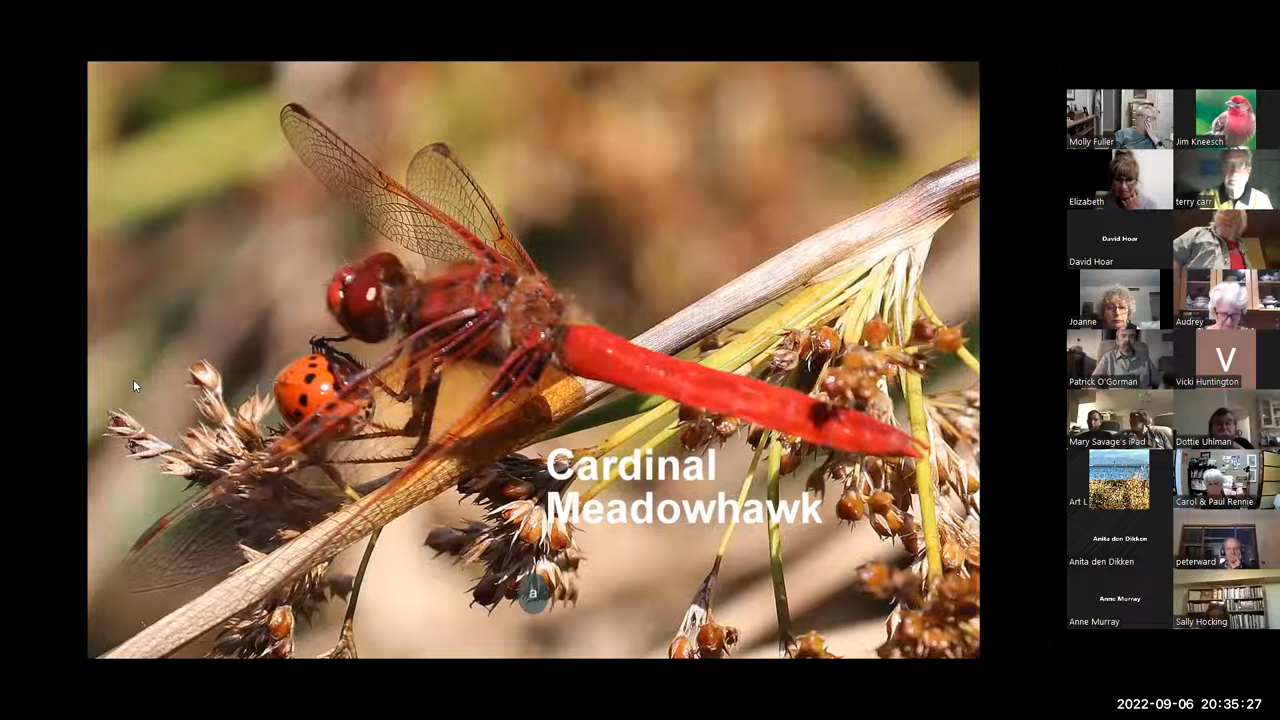 Cardinal
Meadowhawk
a
Molly Fuller
Jim Kneesch
Elizabeth
terry carr
David Hoar
David Hoar
Joanne
Audrey
Patrick O'Gorman
V
Vicki Huntington
Mary Savage's iPad
Dottie Uhlman
Art L
Carol & Paul Rennie
Anita den Dikken
Anita den Dikken
peterward
Anne Murray
Anne Murray
Sally Hocking
2022-09-06 20:35:27